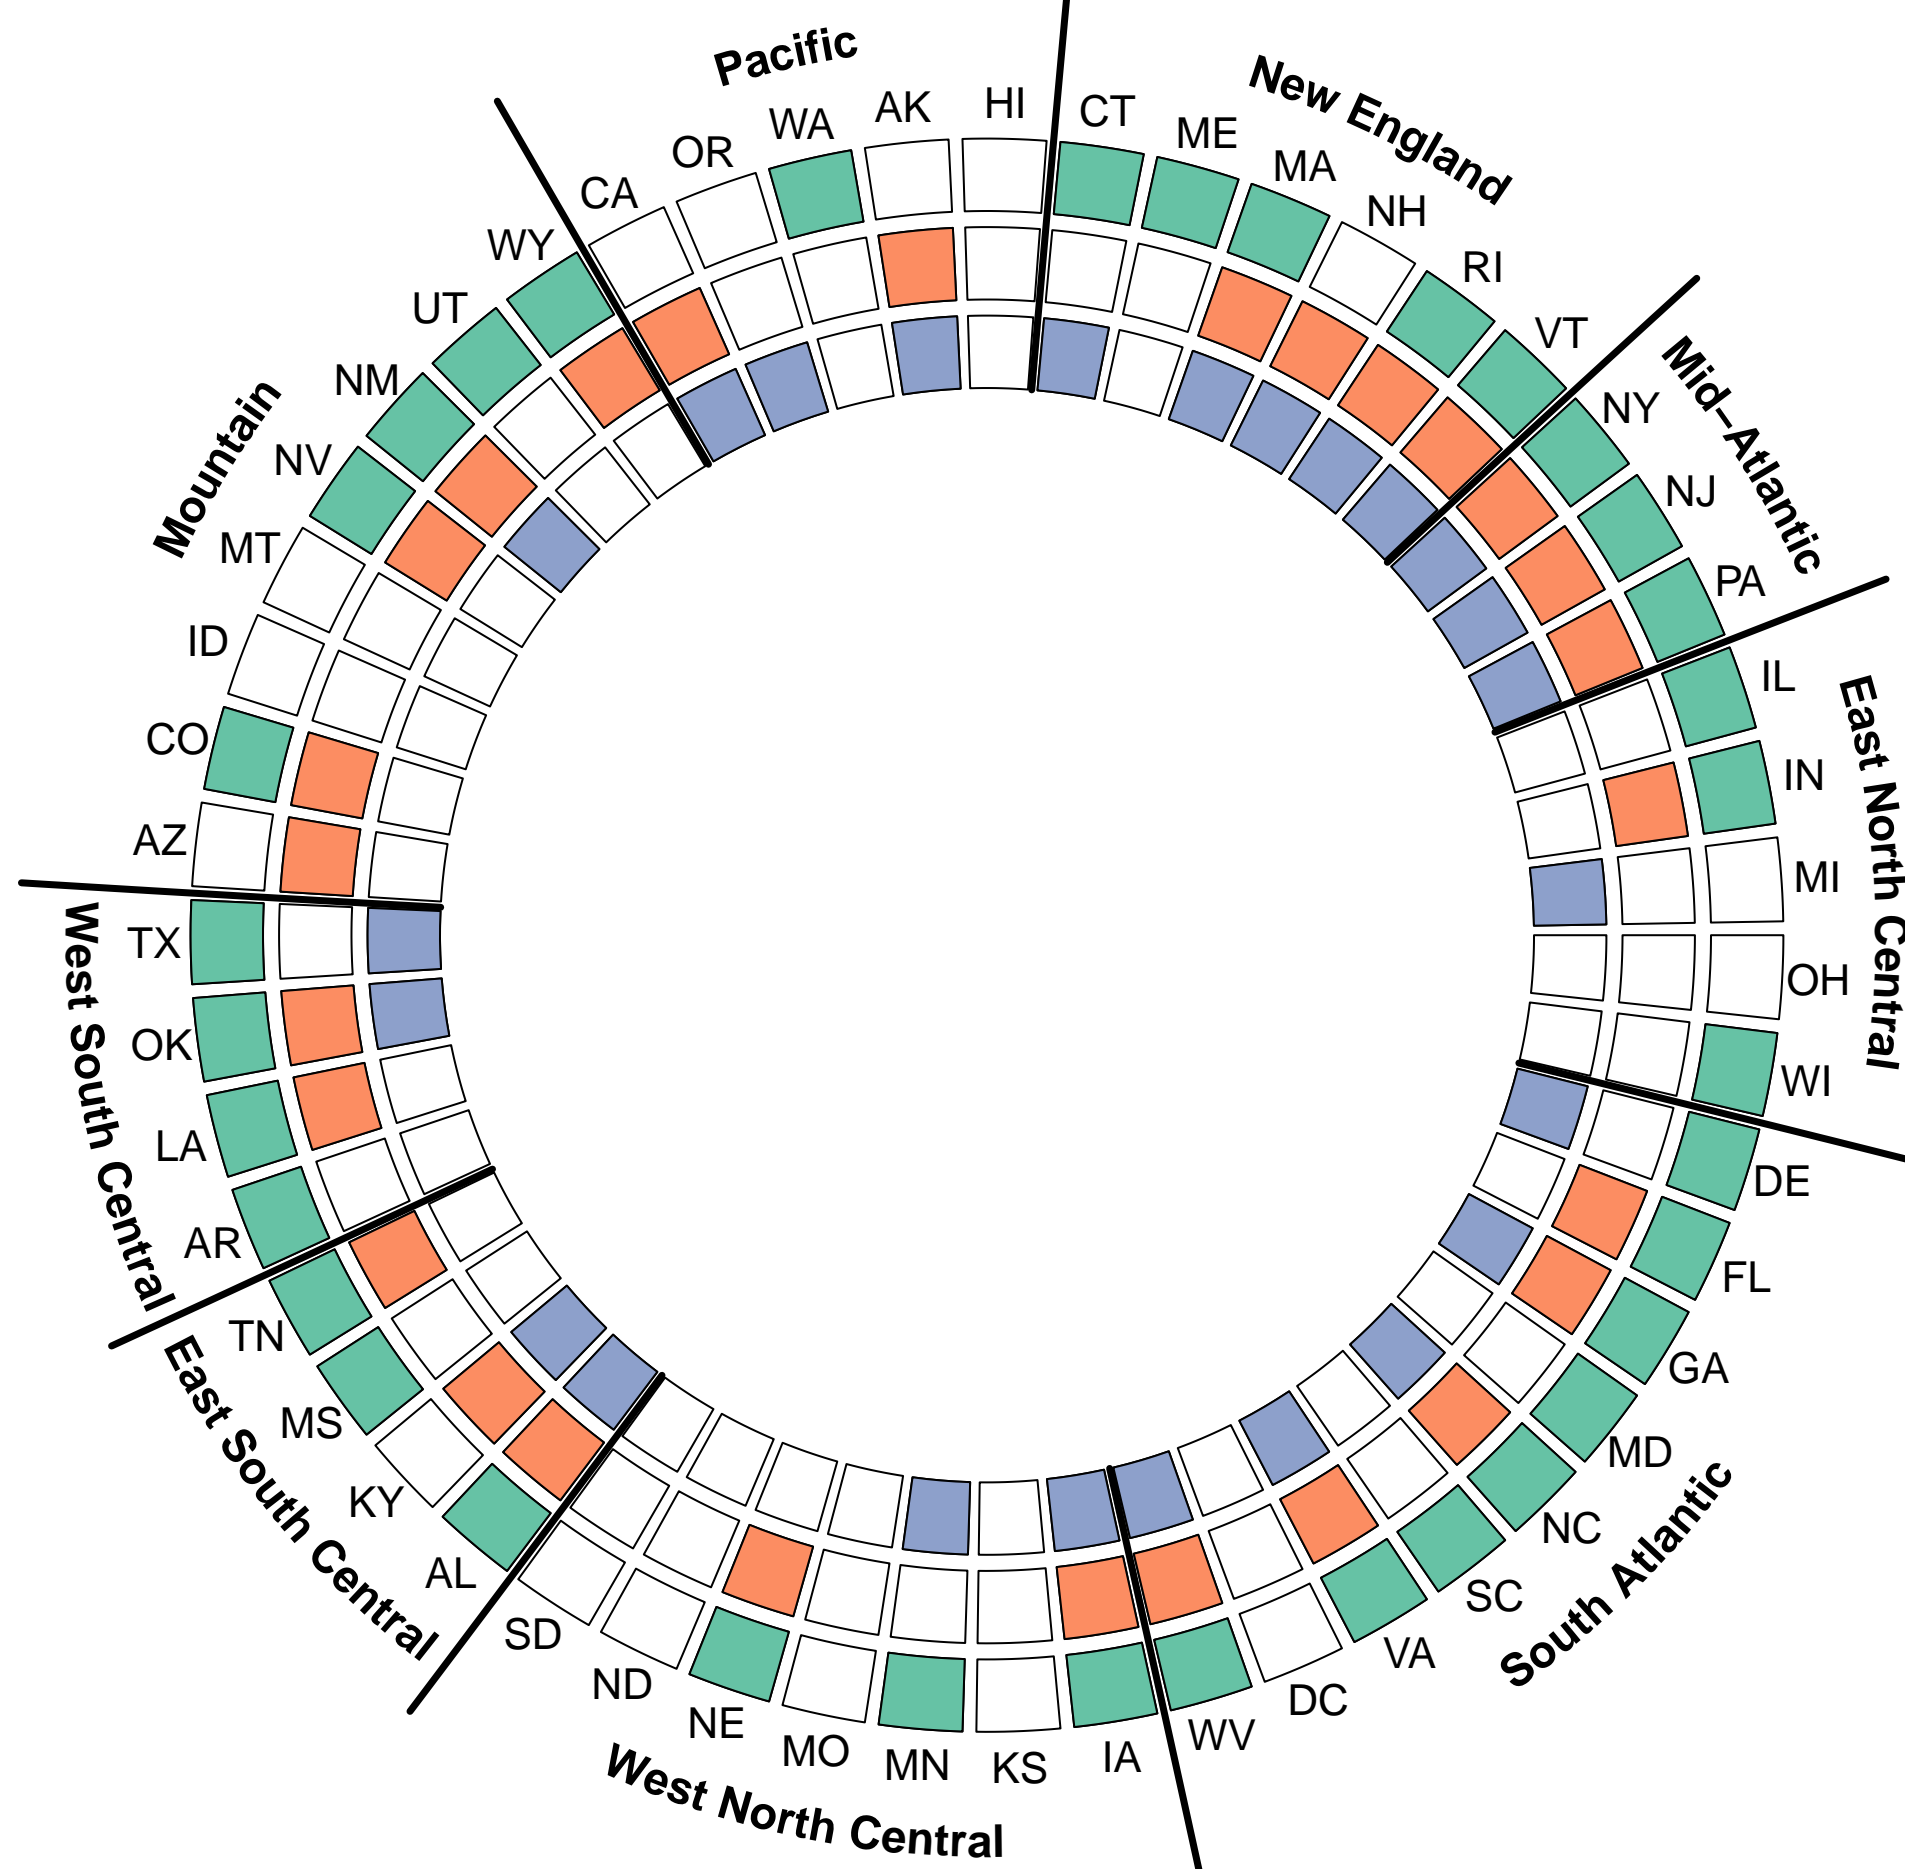 New England
CT
ME
MA
NH
RI
VT
Mid–Atlantic
NY
NJ
PA
East North Central
IL
IN
MI
OH
WI
South Atlantic
DE
FL
GA
MD
NC
SC
VA
DC
WV
West North Central
IA
KS
MN
MO
NE
ND
SD
East South Central
AL
KY
MS
TN
West South Central
AR
LA
OK
TX
Mountain
AZ
CO
ID
MT
NV
NM
UT
WY
Pacific
CA
OR
WA
AK
HI